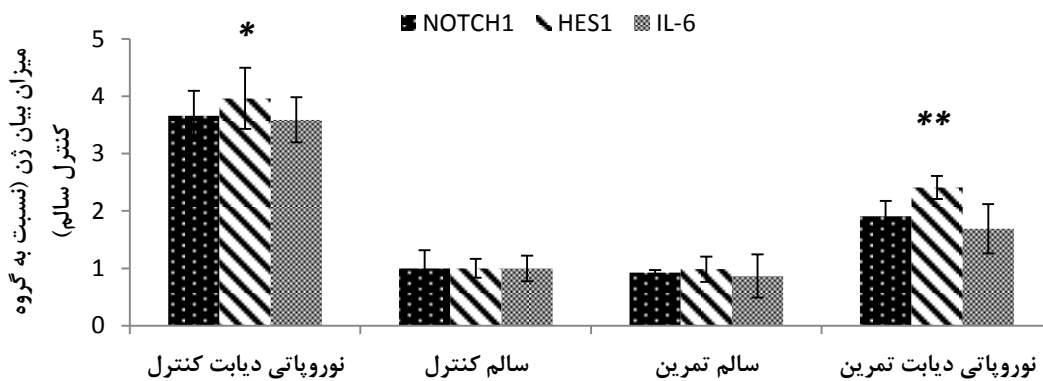 NOTCH1 HES1 IL-6
میزان بیان ژن (نسبت به گروه
کنترل سالم)
5
4
3
2
1
0
*
**
نوروپاتی دیابت کنترل
سالم کنترل
سالم تمرین
نوروپاتی دیابت تمرین